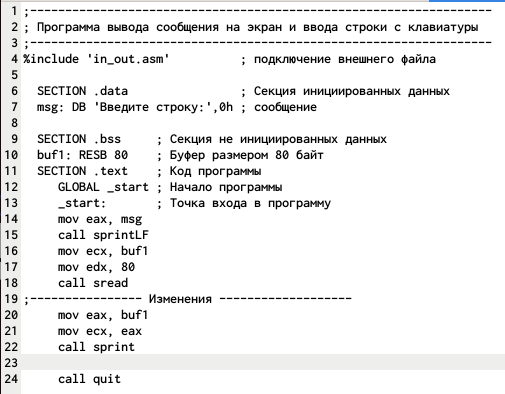 1 ;-------------------------------------------------------------------
2 ; Программа вывода сообщения на экран и ввода строки с клавиатуры
3 ;-------------------------------------------------------------------
4 %include 'in_out.asm'          ; подключение внешнего файла
5
6   SECTION .data                ; Секция инициированных данных
7   msg: DB 'Введите строку:',0h ; сообщение
8
9   SECTION .bss     ; Секция не инициированных данных
10  buf1: RESB 80    ; Буфер размером 80 байт
11  SECTION .text    ; Код программы
12     GLOBAL _start ; Начало программы
13     _start:       ; Точка входа в программу
14     mov eax, msg
15     call sprintLF
16     mov ecx, buf1
17     mov edx, 80
18     call sread
19 ;---------------- Изменения -------------------
20     mov eax, buf1
21     mov ecx, eax
22     call sprint
23
24     call quit